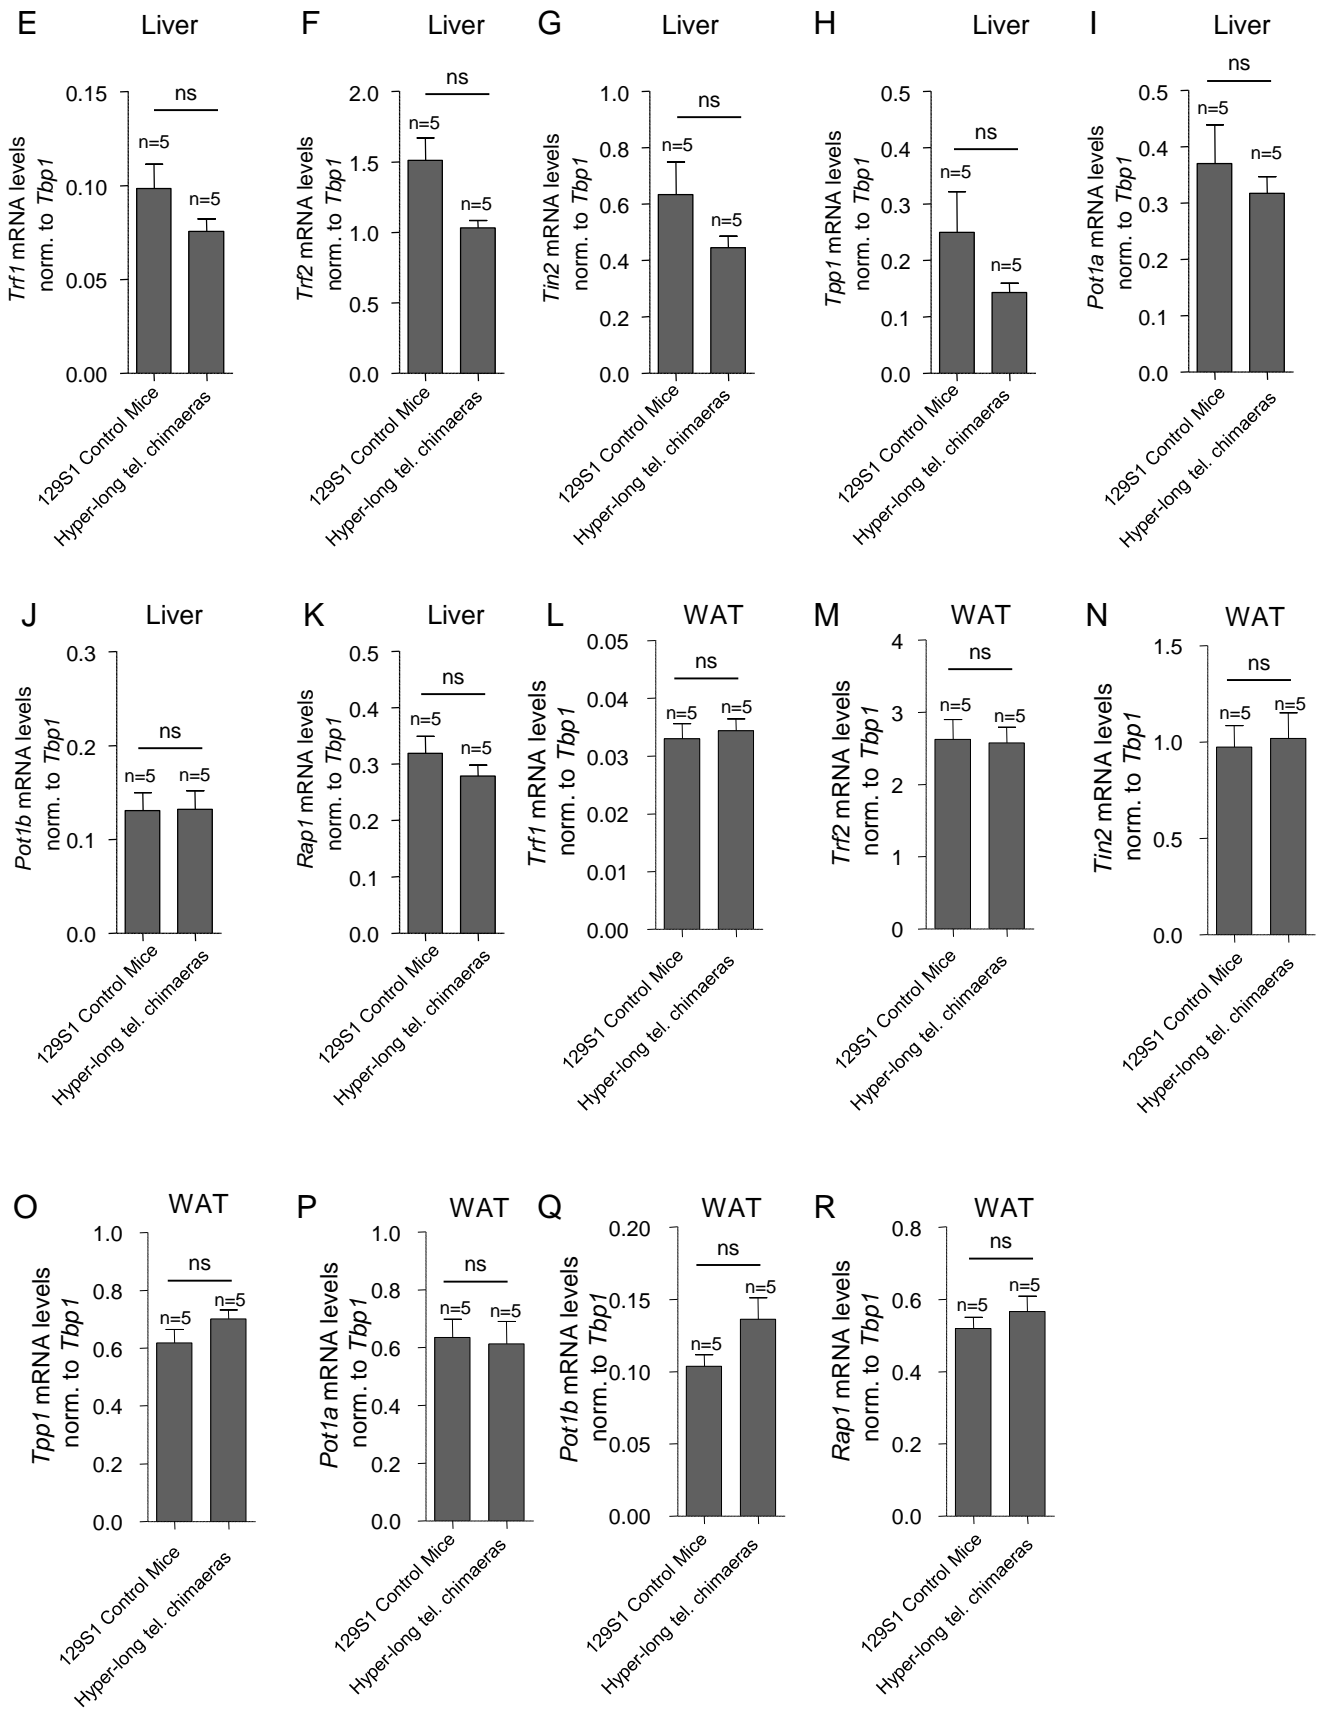 E Liver
Trf1 mRNA levels
norm. to Tbp1
0.15
0.10
0.05
0.00
ns
n=5
n=5
129S1 Control Mice
Hyper-long tel. chimaeras
F Liver
Trf2 mRNA levels
norm. to Tbp1
2.0
1.5
1.0
0.5
0.0
ns
n=5
n=5
129S1 Control Mice
Hyper-long tel. chimaeras
G Liver
Tin2 mRNA levels
norm. to Tbp1
1.0
0.8
0.6
0.4
0.2
0.0
ns
n=5
n=5
129S1 Control Mice
Hyper-long tel. chimaeras
H Liver
Tpp1 mRNA levels
norm. to Tbp1
0.5
0.4
0.3
0.2
0.1
0.0
ns
n=5
n=5
129S1 Control Mice
Hyper-long tel. chimaeras
I Liver
Pot1a mRNA levels
norm. to Tbp1
0.5
0.4
0.3
0.2
0.1
0.0
ns
n=5
n=5
129S1 Control Mice
Hyper-long tel. chimaeras
J Liver
Pot1b mRNA levels
norm. to Tbp1
0.3
0.2
0.1
0.0
ns
n=5
n=5
129S1 Control Mice
Hyper-long tel. chimaeras
K Liver
Rap1 mRNA levels
norm. to Tbp1
0.5
0.4
0.3
0.2
0.1
0.0
ns
n=5
n=5
129S1 Control Mice
Hyper-long tel. chimaeras
L WAT
Trf1 mRNA levels
norm. to Tbp1
0.05
0.04
0.03
0.02
0.01
0.00
ns
n=5
n=5
129S1 Control Mice
Hyper-long tel. chimaeras
M WAT
Trf2 mRNA levels
norm. to Tbp1
4
3
2
1
0
ns
n=5
n=5
129S1 Control Mice
Hyper-long tel. chimaeras
N WAT
Tin2 mRNA levels
norm. to Tbp1
1.5
1.0
0.5
0.0
ns
n=5
n=5
129S1 Control Mice
Hyper-long tel. chimaeras
O WAT
Tpp1 mRNA levels
norm. to Tbp1
1.0
0.8
0.6
0.4
0.2
0.0
ns
n=5
n=5
129S1 Control Mice
Hyper-long tel. chimaeras
P WAT
Pot1a mRNA levels
norm. to Tbp1
1.0
0.8
0.6
0.4
0.2
0.0
ns
n=5
n=5
129S1 Control Mice
Hyper-long tel. chimaeras
Q WAT
Pot1b mRNA levels
norm. to Tbp1
0.20
0.15
0.10
0.05
0.00
ns
n=5
n=5
129S1 Control Mice
Hyper-long tel. chimaeras
R WAT
Rap1 mRNA levels
norm. to Tbp1
0.8
0.6
0.4
0.2
0.0
ns
n=5
n=5
129S1 Control Mice
Hyper-long tel. chimaeras